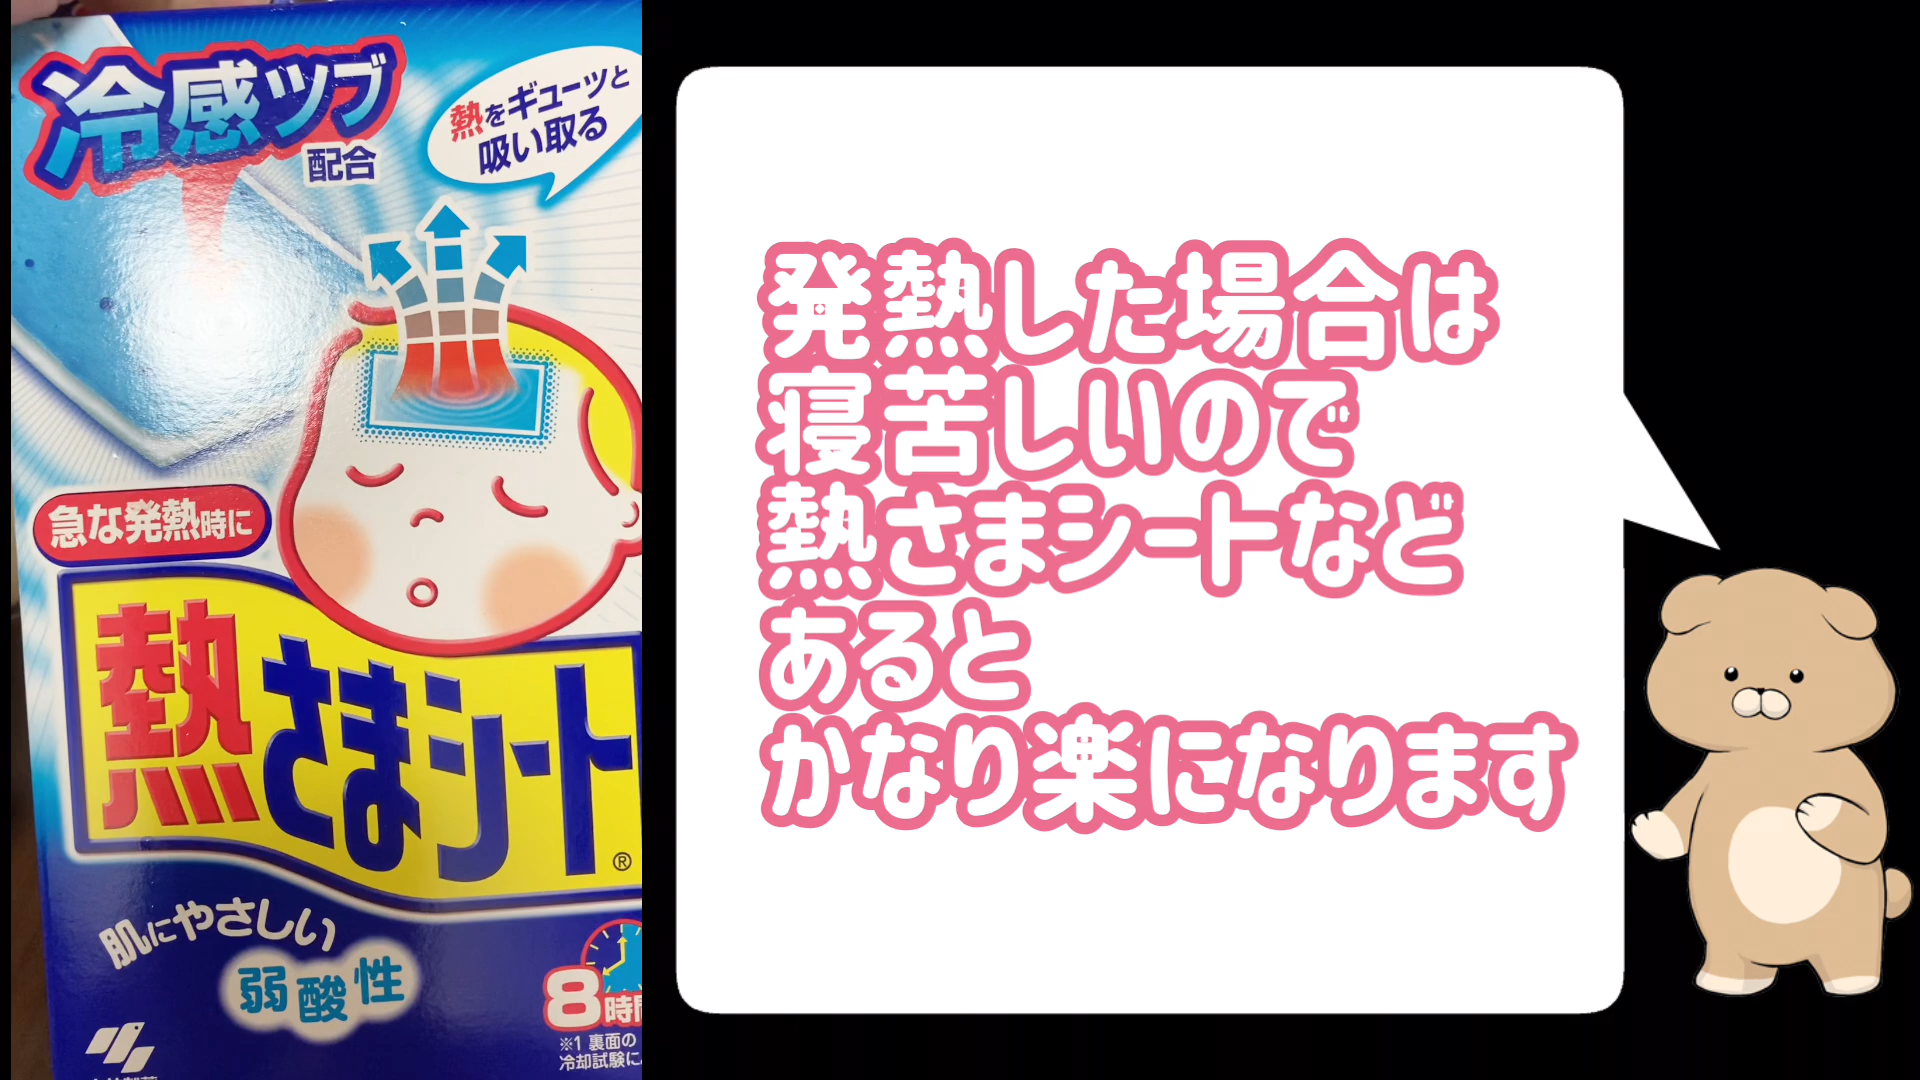 冷感ツブ
配合
熱をギューッと
吸い取る
急な発熱時に
熱さまシート®
肌にやさしい
弱酸性
8時間
※1 裏面の
冷却試験に
発熱した場合は
寝苦しいので
熱さまシートなど
あると
かなり楽になります